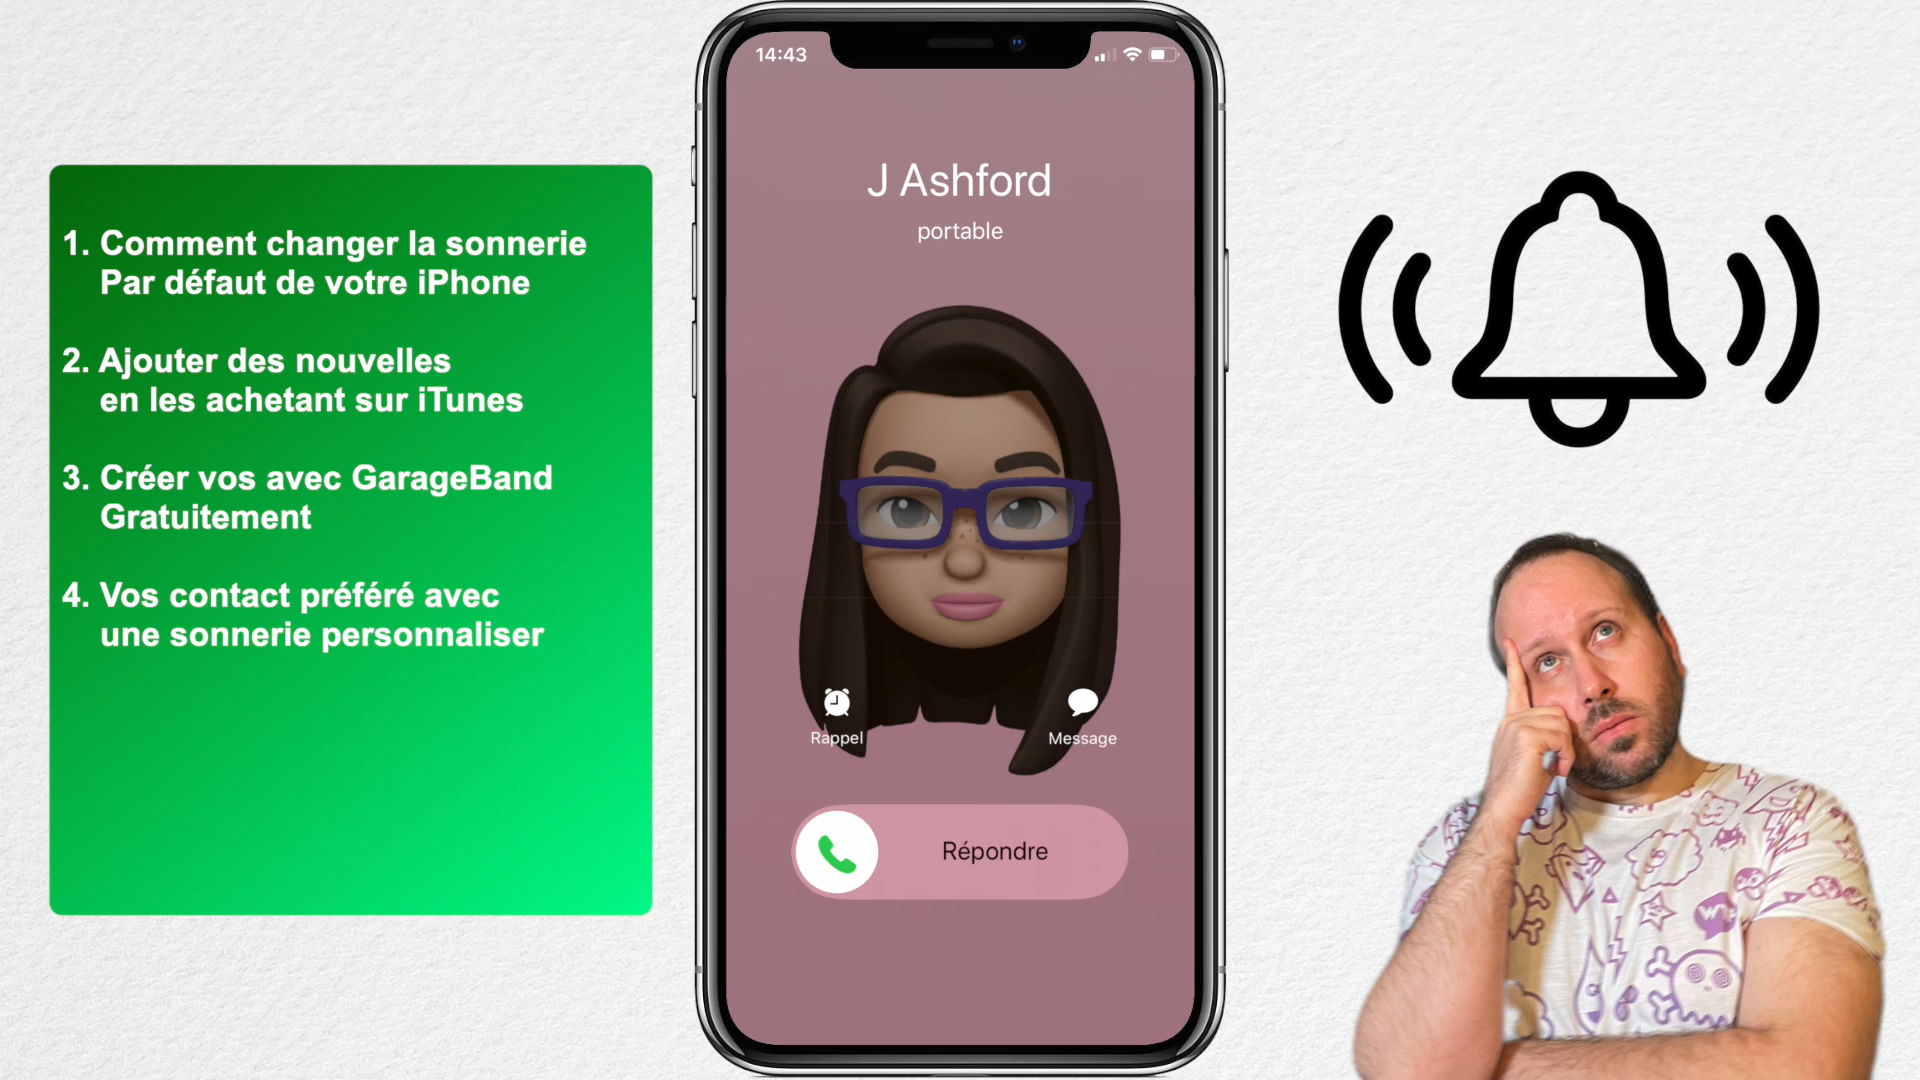 1. Comment changer la sonnerie
Par défaut de votre iPhone
2. Ajouter des nouvelles
en les achetant sur iTunes
3. Créer vos avec GarageBand
Gratuitement
4. Vos contact préféré avec
une sonnerie personnaliser
14:43
J Ashford
portable
Rappel
Message
Répondre